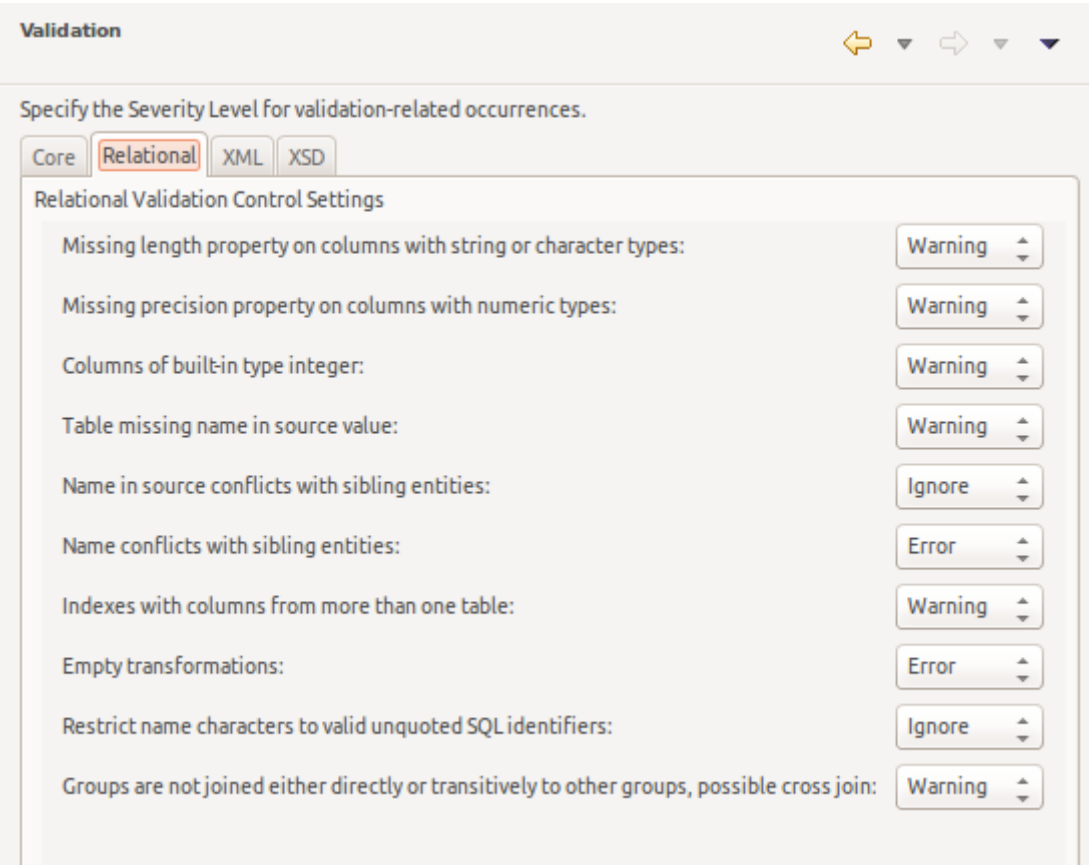 Validation
Specify the Severity Level for validation-related occurrences.
Core Relational XML XSD
Relational Validation Control Settings
Missing length property on columns with string or character types: Warning
Missing precision property on columns with numeric types: Warning
Columns of built-in type integer: Warning
Table missing name in source value: Warning
Name in source conflicts with sibling entities: Ignore
Name conflicts with sibling entities: Error
Indexes with columns from more than one table: Warning
Empty transformations: Error
Restrict name characters to valid unquoted SQL identifiers: Ignore
Groups are not joined either directly or transitively to other groups, possible cross join: Warning